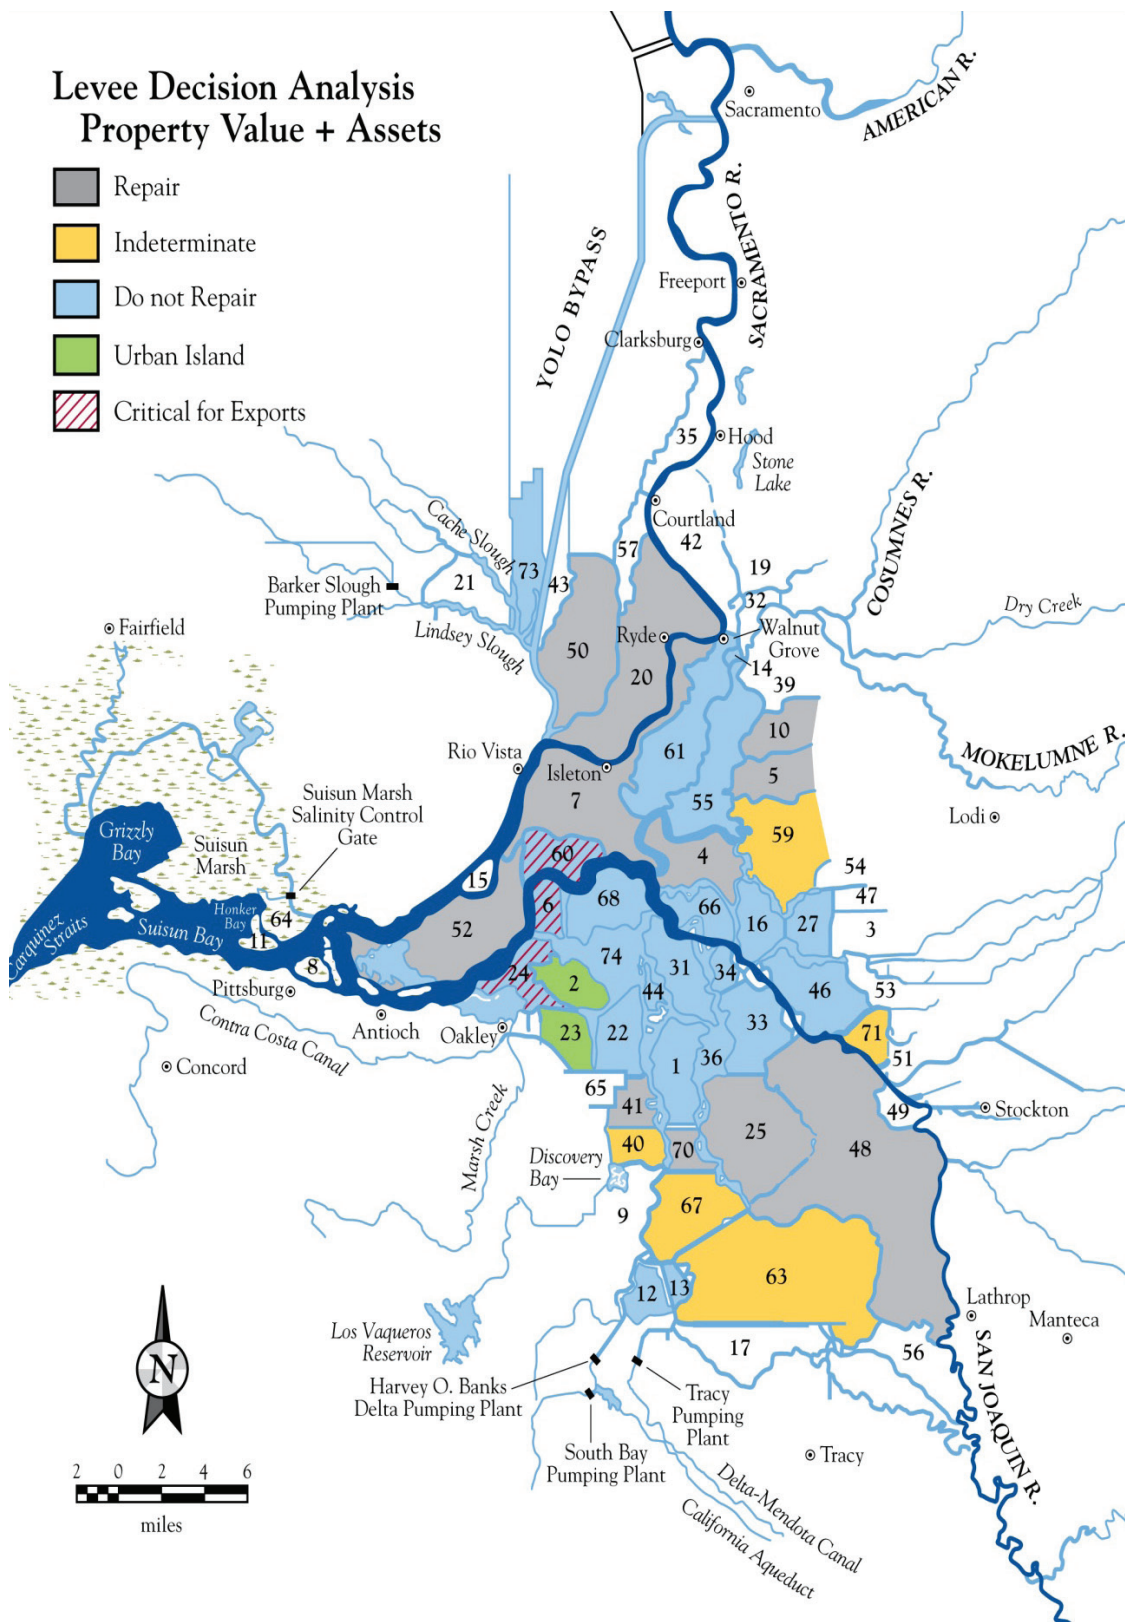 Levee Decision Analysis
Property Value + Assets
Repair
Indeterminate
Do not Repair
Urban Island
Critical for Exports
Sacramento
AMERICAN R.
SACRAMENTO R.
YOLO BYPASS
Freeport
Clarksburg
35
Hood
Stone
Lake
Courtland
42
COSUMNES R.
Cache Slough
57
73
43
19
21
Barker Slough
Pumping Plant
32
Dry Creek
Lindsey Slough
Fairfield
Ryde
Walnut
Grove
50
20
14
39
10
MOKELUMNE R.
Rio Vista
Isleton
61
5
7
55
Suisun Marsh
Salinity Control
Gate
Lodi
Grizzly
Bay
Suisun
Marsh
59
60
4
54
15
47
6
68
66
16
27
3
Honker
Bay
64
11
Carquinez
Straits
Suisun Bay
52
8
74
31
34
24
2
44
46
53
Pittsburg
Antioch
Contra Costa Canal
Oakley
23
22
33
71
51
Concord
1
36
65
41
25
49
Stockton
48
40
70
Marsh Creek
Discovery
Bay
9
67
63
12
13
Los Vaqueros
Reservoir
Lathrop
Manteca
17
56
SAN JOAQUIN R.
N
Harvey O. Banks
Delta Pumping Plant
Tracy
Pumping
Plant
South Bay
Pumping Plant
Tracy
Delta-Mendota Canal
California Aqueduct
2 0 2 4 6
miles